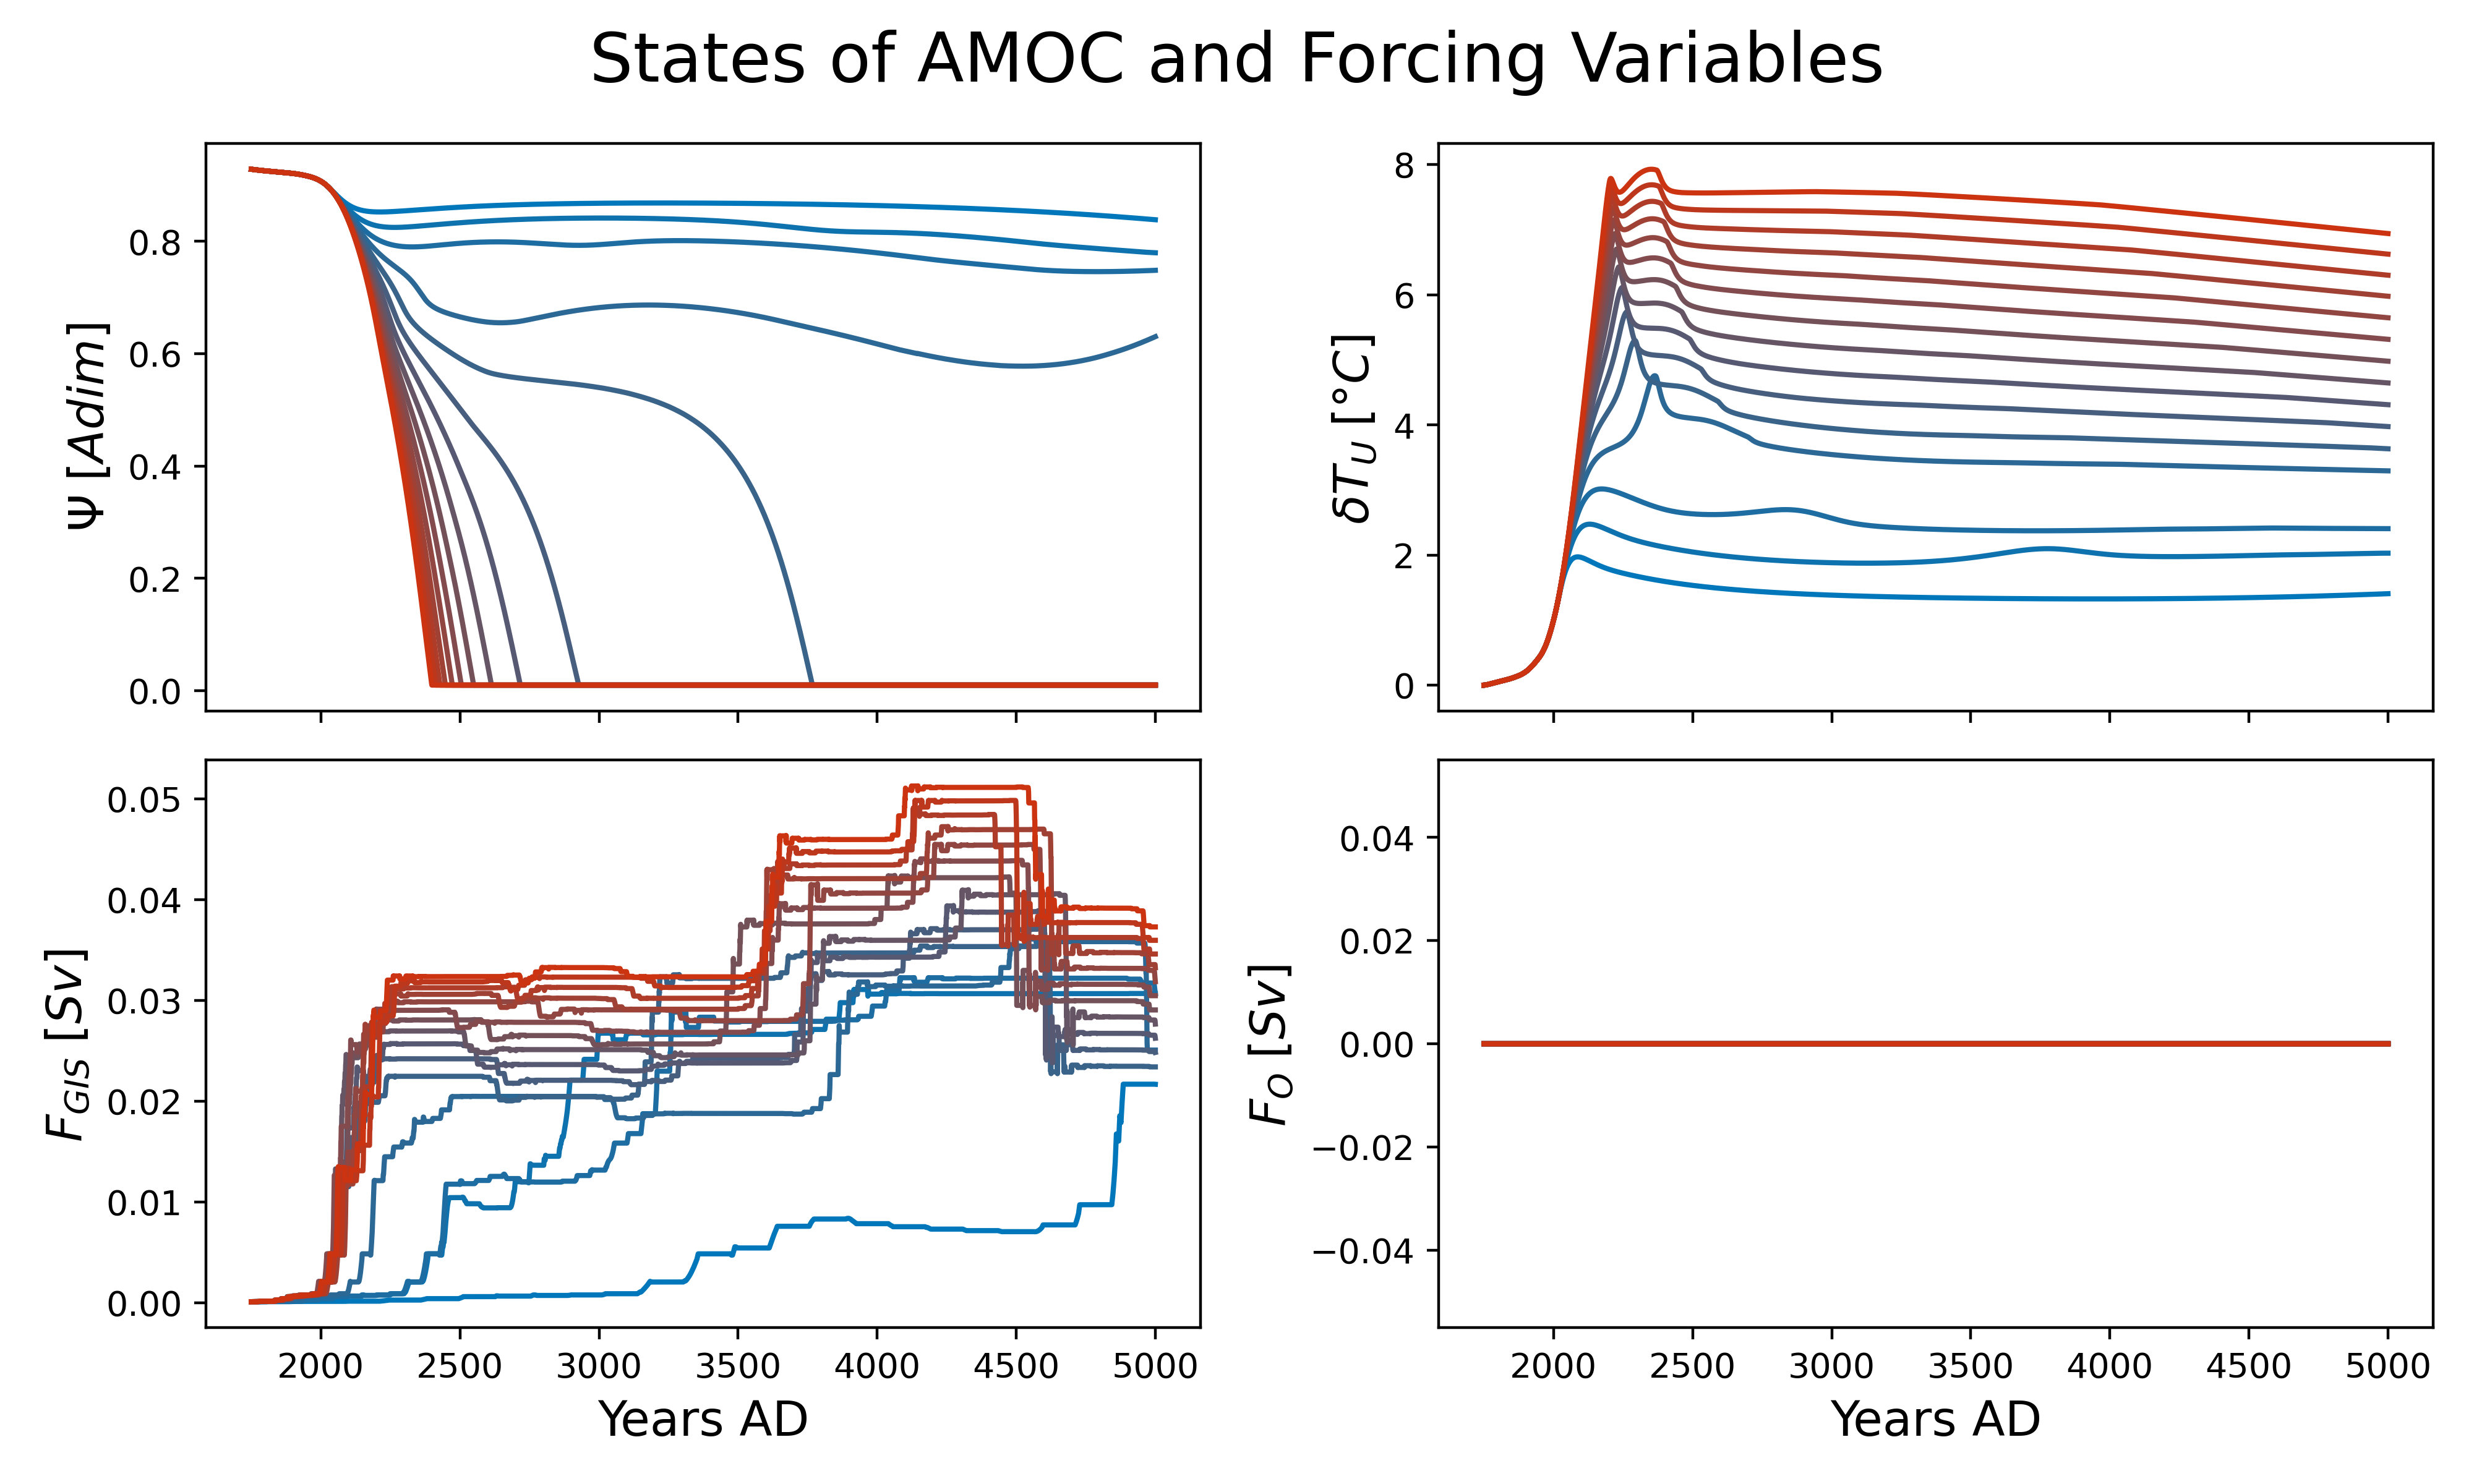 States of AMOC and Forcing Variables
Ψ [Adim]
0.8
0.6
0.4
0.2
0.0
δT_U [°C]
8
6
4
2
0
F_GIS [Sv]
0.05
0.04
0.03
0.02
0.01
0.00
2000 2500 3000 3500 4000 4500 5000
Years AD
F_O [Sv]
0.04
0.02
0.00
−0.02
−0.04
2000 2500 3000 3500 4000 4500 5000
Years AD